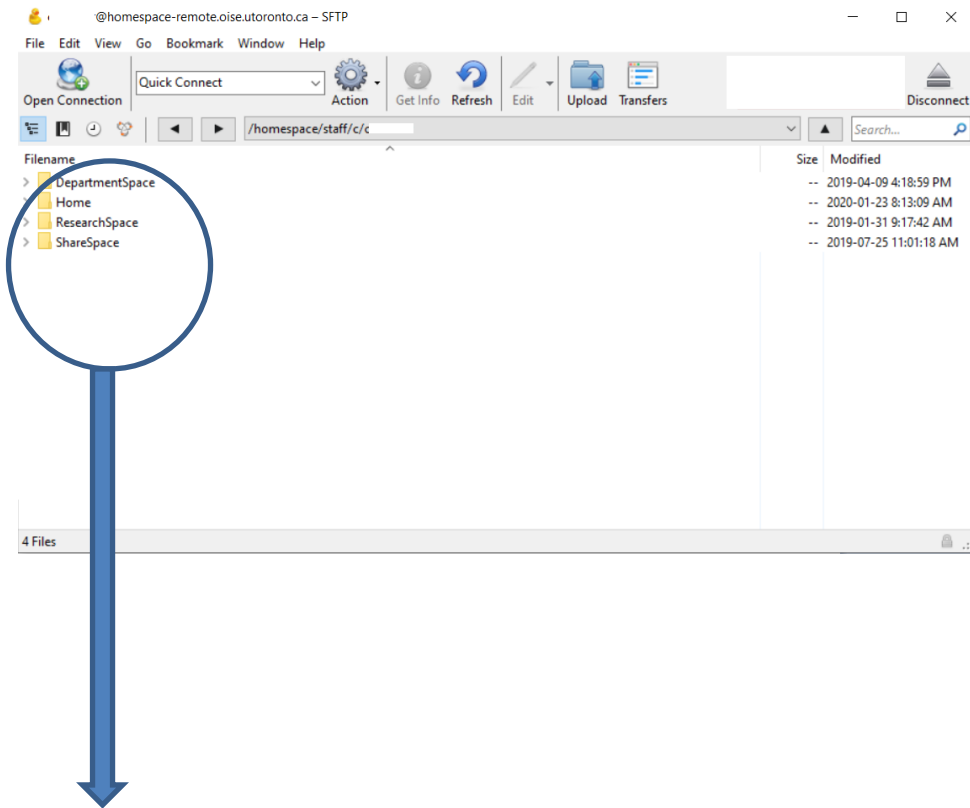 @homespace-remote.oise.utoronto.ca – SFTP
File Edit View Go Bookmark Window Help
Open Connection Quick Connect Action Get Info Refresh Edit Upload Transfers Disconnect
/homespace/staff/c/c Search...
Filename Size Modified
DepartmentSpace -- 2019-04-09 4:18:59 PM
Home -- 2020-01-23 8:13:09 AM
ResearchSpace -- 2019-01-31 9:17:42 AM
ShareSpace -- 2019-07-25 11:01:18 AM
4 Files